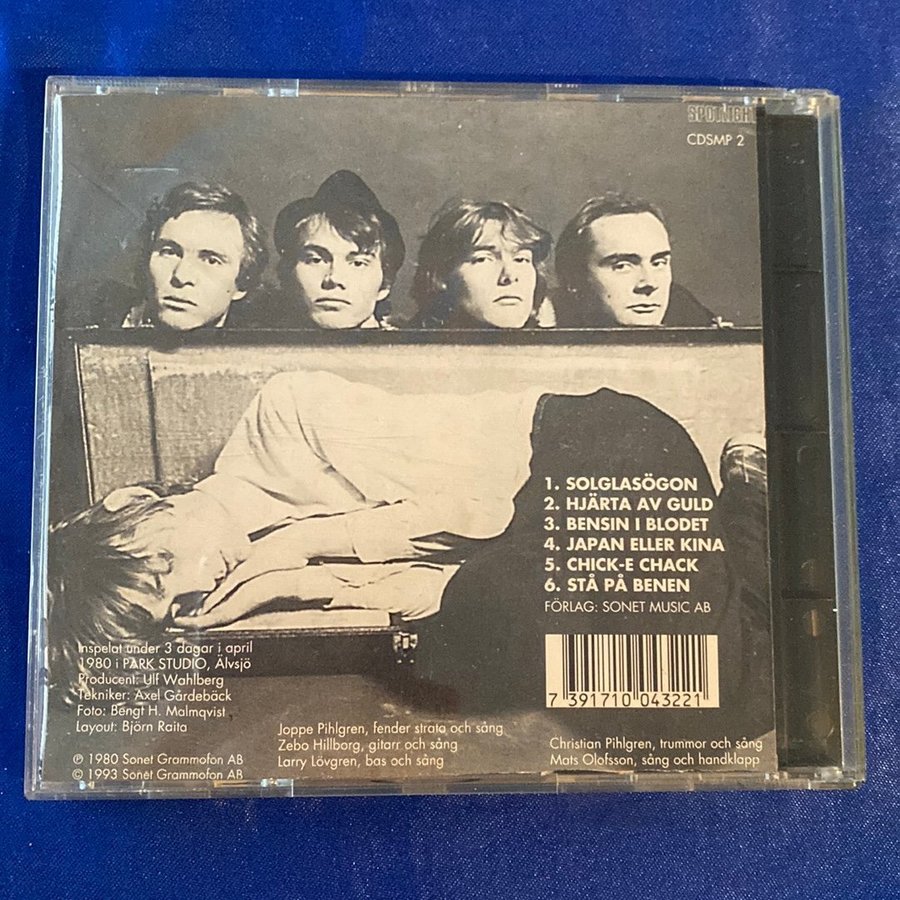 SPOTLIGHT
CDSMP 2
1. SOLGLASÖGON
2. HJÄRTA AV GULD
3. BENSIN I BLODET
4. JAPAN ELLER KINA
5. CHICK-E CHACK
6. STÅ PÅ BENEN
FÖRLAG: SONET MUSIC AB
7 391710 043221
Inspelat under 3 dagar i april
1980 i PARK STUDIO, Älvsjö
Producent: Ulf Wahlberg
Tekniker: Axel Gårdebäck
Foto: Bengt H. Malmqvist
Layout: Björn Raita
℗ 1980 Sonet Grammofon AB
© 1993 Sonet Grammofon AB
Joppe Pihlgren, fender strato och sång
Zebo Hillborg, gitarr och sång
Larry Lövgren, bas och sång
Christian Pihlgren, trummor och sång
Mats Olofsson, sång och handklapp